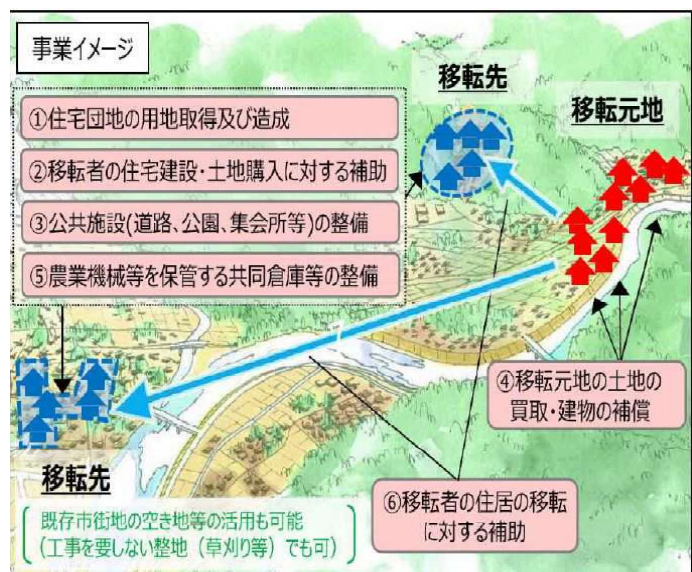 事業イメージ
移転先
移転元地
①住宅団地の用地取得及び造成
②移転者の住宅建設・土地購入に対する補助
③公共施設(道路、公園、集会所等)の整備
⑤農業機械等を保管する共同倉庫等の整備
④移転元地の土地の
買取・建物の補償
移転先
既存市街地の空き地等の活用も可能
(工事を要しない整地（草刈り等）でも可)
⑥移転者の住居の移転
に対する補助